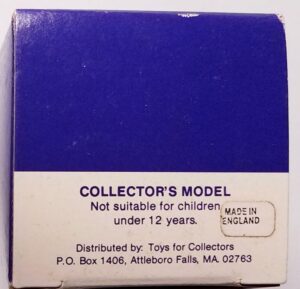 COLLECTOR'S MODEL
Not suitable for children
under 12 years.
MADE IN
ENGLAND
Distributed by: Toys for Collectors
P.O. Box 1406, Attleboro Falls, MA. 02763